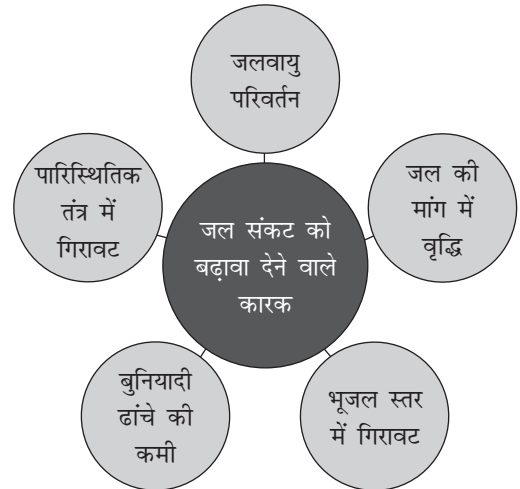 जलवायु
परिवर्तन
पारिस्थितिक
तंत्र में
गिरावट
जल की
मांग में
वृद्धि
जल संकट को
बढ़ावा देने वाले
कारक
बुनियादी
ढांचे की
कमी
भूजल स्तर
में गिरावट